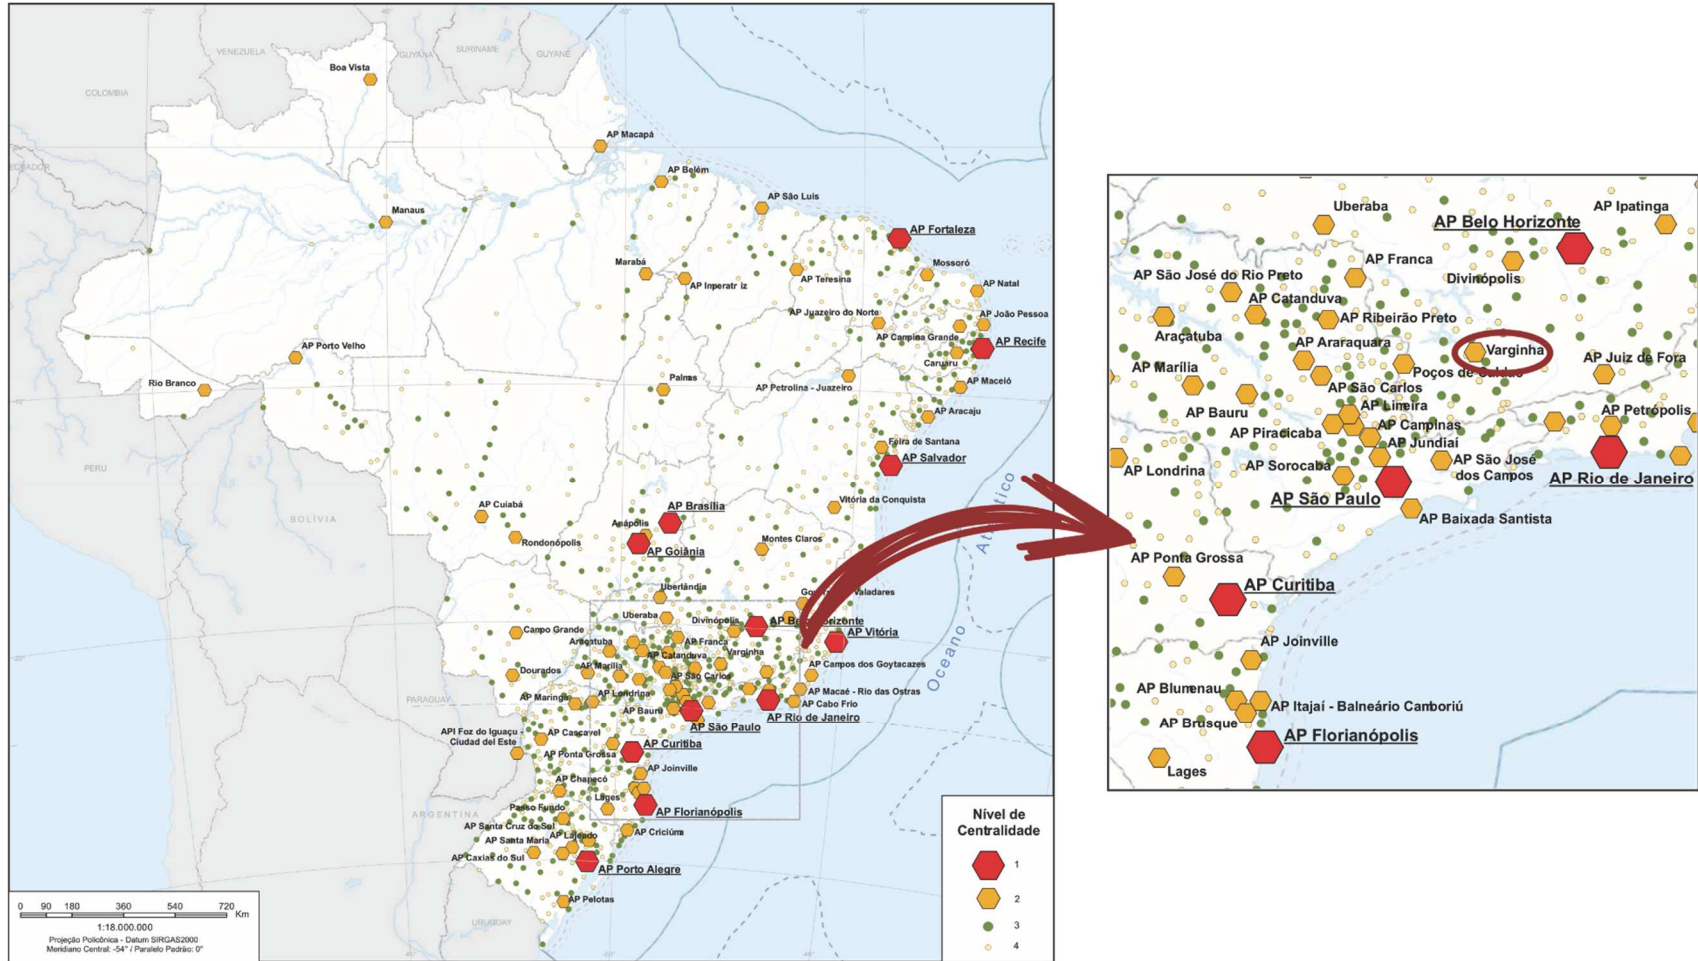 VENEZUELA
GUYANA
SURINAME
GUYANE
COLOMBIA
PERU
BOLÍVIA
PARAGUAY
ARGENTINA
URUGUAY
Oceano
Boa Vista
AP Macapá
AP Belém
AP São Luis
Manaus
AP Fortaleza
Marabá
AP Imperatr iz
AP Teresina
Mossoró
AP Natal
AP Juazeiro do Norte
AP João Pessoa
AP Campina Grande
AP Recife
AP Porto Velho
Caruaru
Rio Branco
Palmas
AP Petrolina - Juazeiro
AP Maceió
AP Aracaju
Feira de Santana
AP Salvador
Vitória da Conquista
AP Cuiabá
AP Brasília
Anápolis
Rondonópolis
AP Goiânia
Montes Claros
Uberlândia
Valadares
Uberaba
Divinópolis
AP Vitória
Campo Grande
Araçatuba
AP Franca
AP Catanduva
Varginha
AP Campos dos Goytacazes
Dourados
AP Marília
AP São Carlos
AP Maringá
AP Londrina
AP Macaé - Rio das Ostras
AP Cabo Frio
AP Bauru
AP Rio de Janeiro
AP São Paulo
API Foz do Iguaçu -
Ciudad del Este
AP Cascavel
AP Curitiba
AP Ponta Grossa
AP Joinville
AP Chapecó
Lages
Passo Fundo
AP Florianópolis
AP Santa Cruz do Sul
AP Lajeado
AP Criciúma
AP Santa Maria
AP Caxias do Sul
AP Porto Alegre
AP Pelotas
0 90 180 360 540 720
Km
1:18.000.000
Projeção Policônica - Datum SIRGAS2000
Meridiano Central: -54° / Paralelo Padrão: 0°
Nível de
Centralidade
1
2
3
4
Uberaba
AP Belo Horizonte
AP Ipatinga
AP Franca
AP São José do Rio Preto
Divinópolis
AP Catanduva
AP Ribeirão Preto
Araçatuba
AP Araraquara
Varginha
AP Juiz de Fora
AP Marília
Poços de Caldas
AP São Carlos
AP Bauru
AP Limeira
AP Petrópolis
AP Piracicaba
AP Campinas
AP Jundiaí
AP Londrina
AP Sorocaba
AP São José
dos Campos
AP Rio de Janeiro
AP São Paulo
AP Baixada Santista
AP Ponta Grossa
AP Curitiba
AP Joinville
AP Blumenau
AP Itajaí - Balneário Camboriú
AP Brusque
AP Florianópolis
Lages